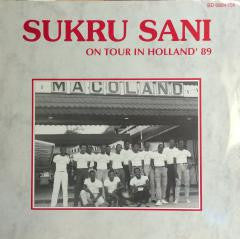 SUKRU SANI
ON TOUR IN HOLLAND' 89
MACOLAND